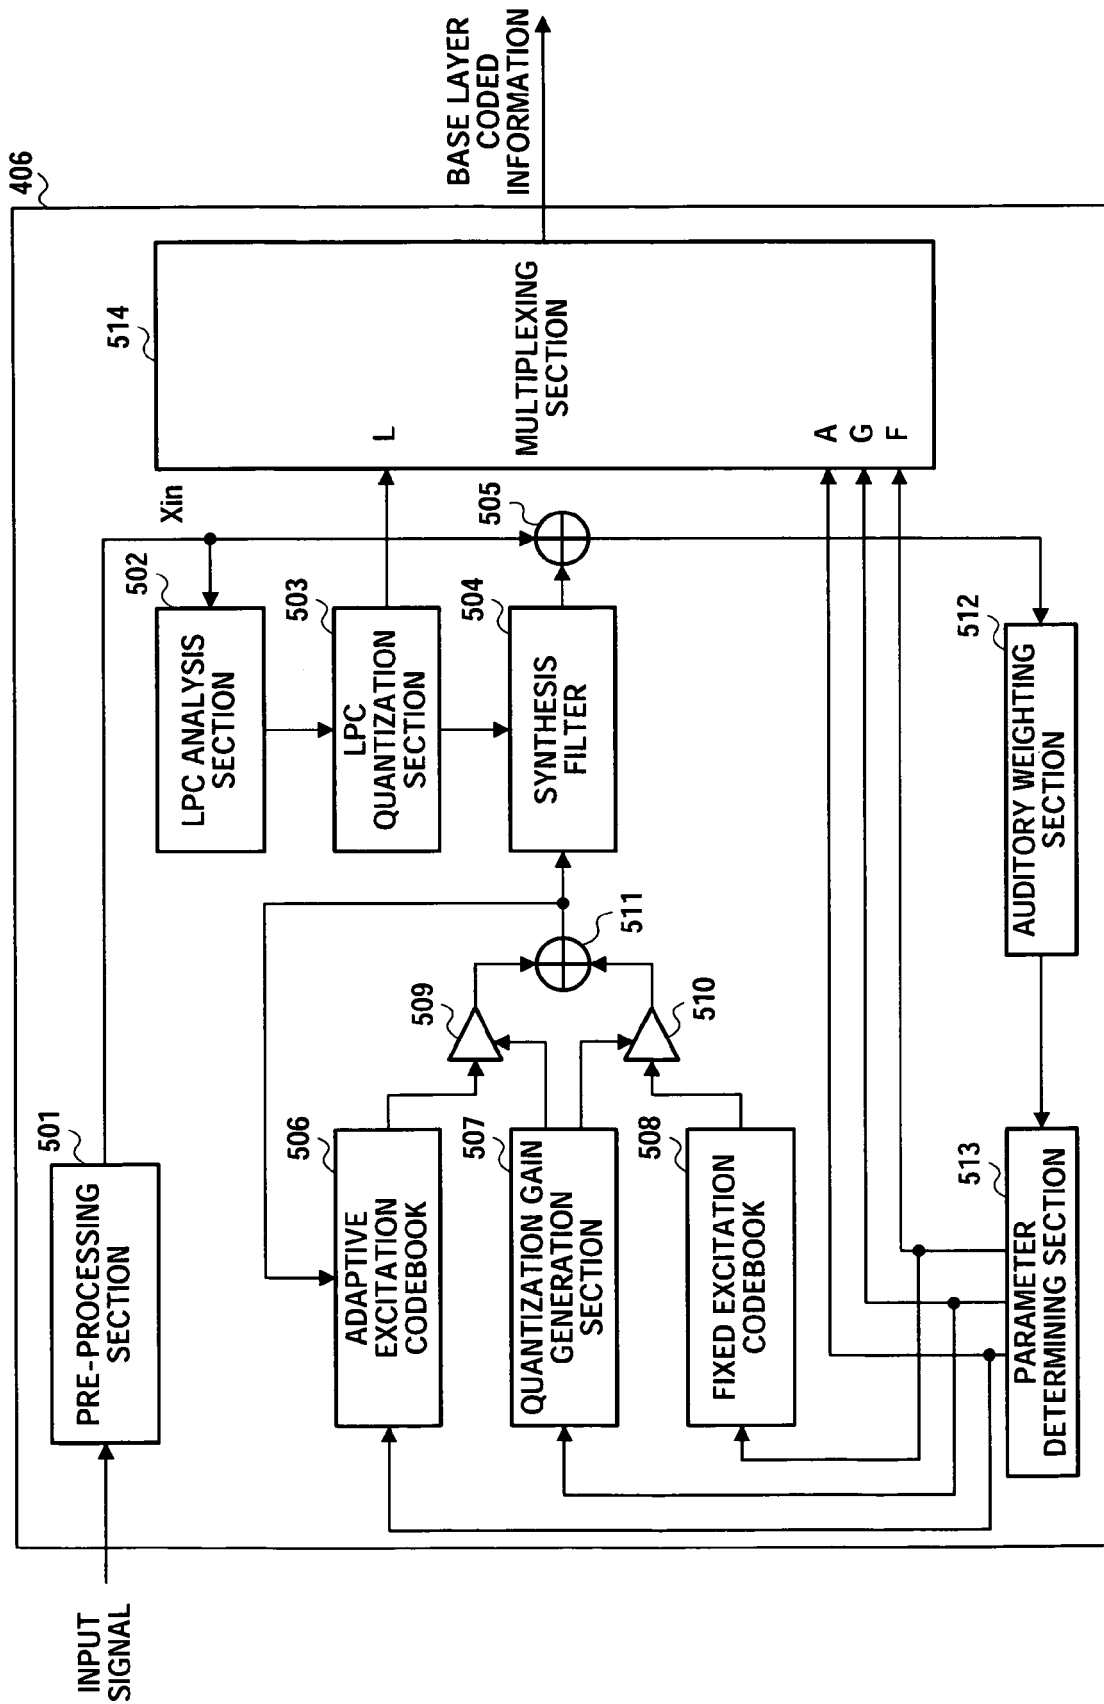 406
INPUT
SIGNAL
501
PRE-PROCESSING
SECTION
Xin
502
LPC ANALYSIS
SECTION
503
LPC
QUANTIZATION
SECTION
504
SYNTHESIS
FILTER
505
506
ADAPTIVE
EXCITATION
CODEBOOK
507
QUANTIZATION GAIN
GENERATION
SECTION
508
FIXED EXCITATION
CODEBOOK
509
510
511
512
AUDITORY WEIGHTING
SECTION
513
PARAMETER
DETERMINING SECTION
514
L
MULTIPLEXING
SECTION
A
G
F
BASE LAYER
CODED
INFORMATION